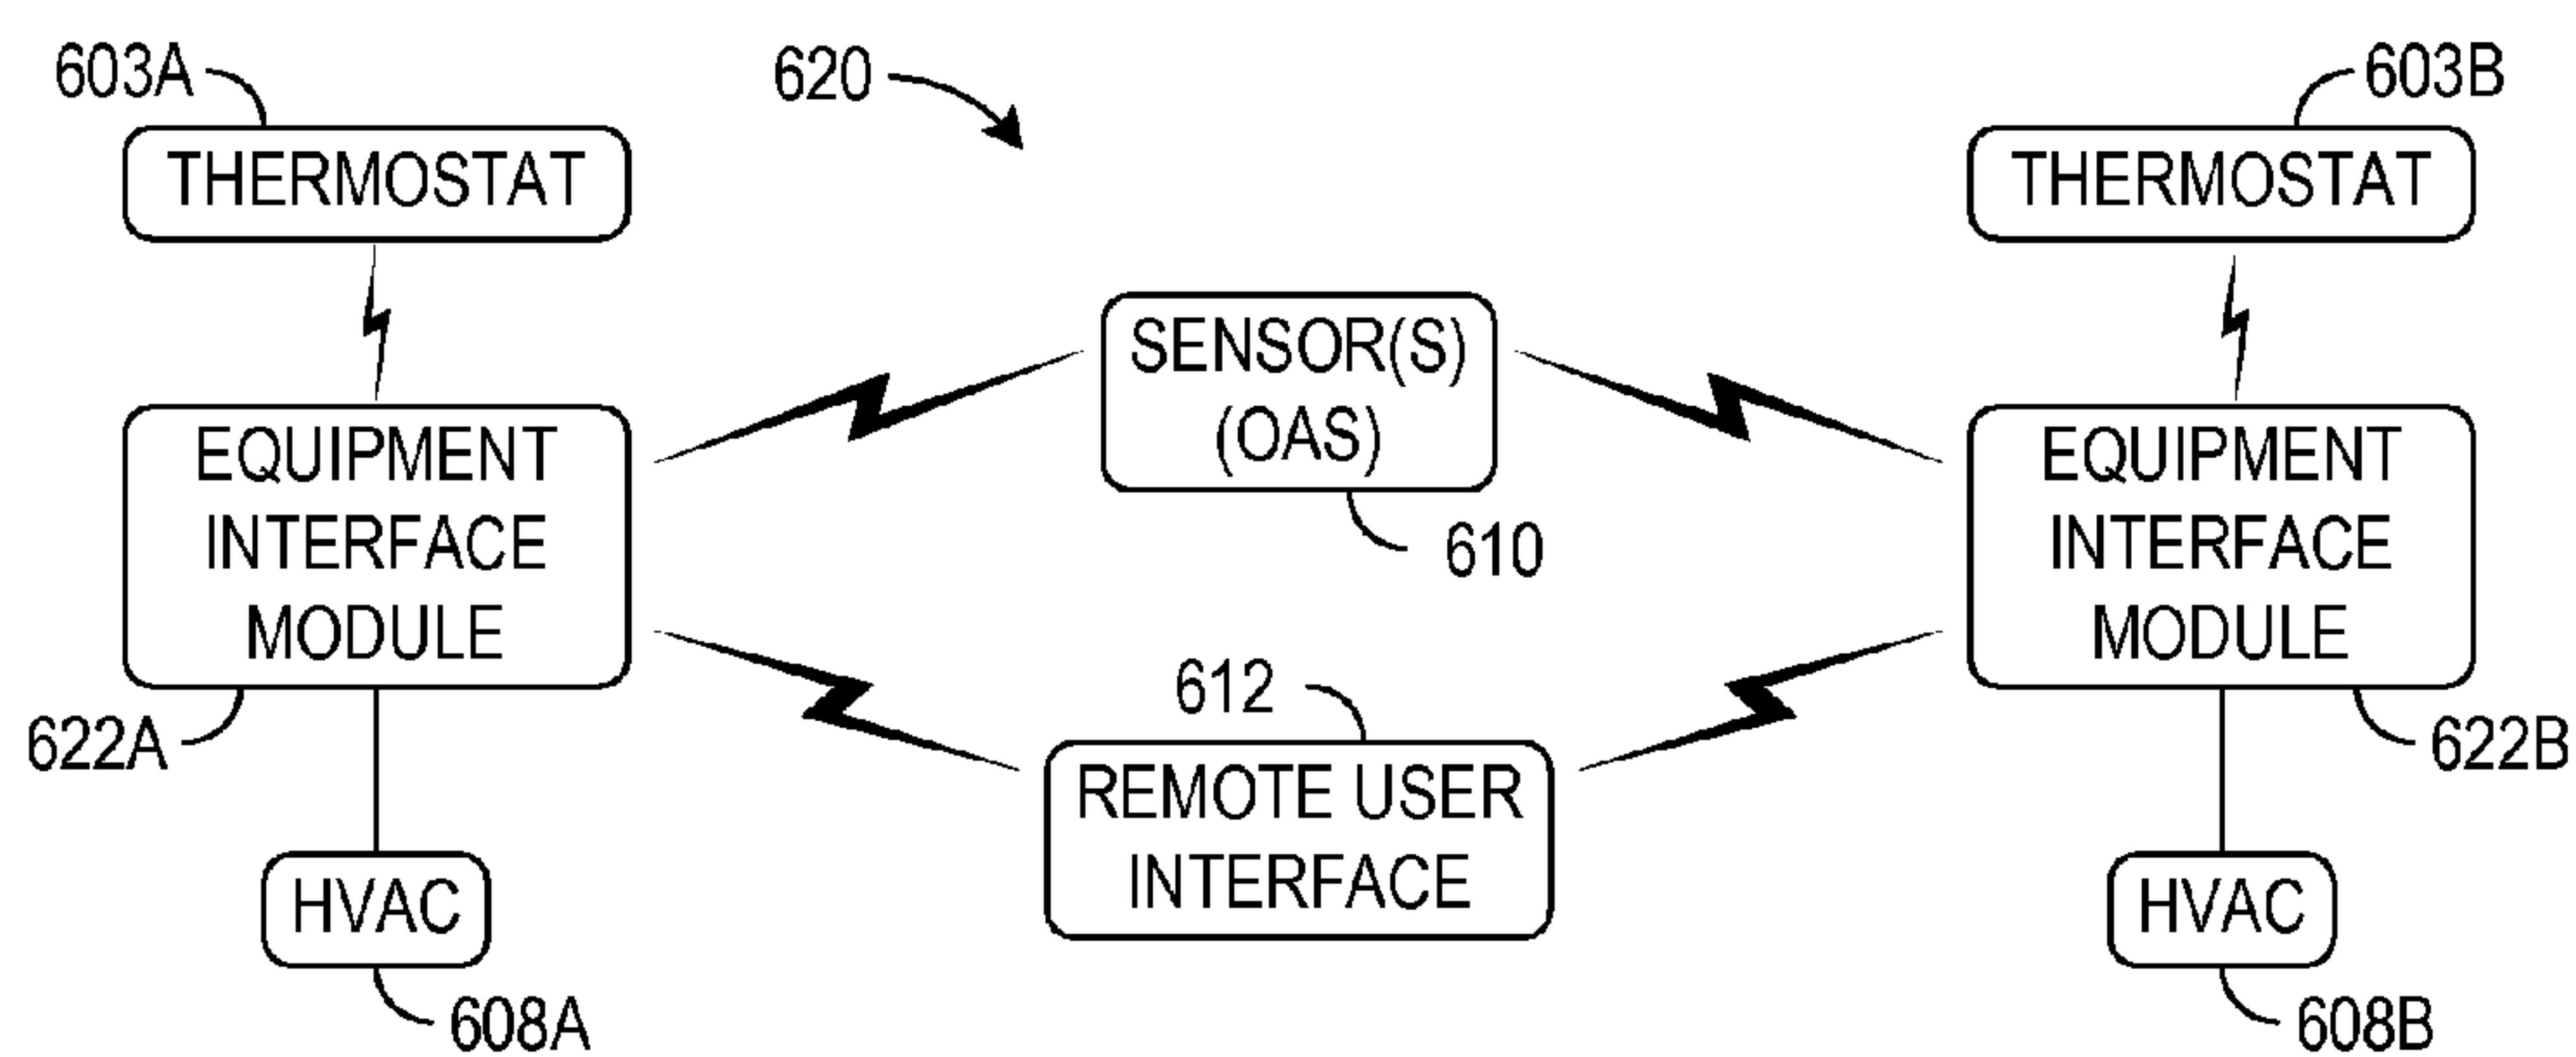 603A
620
603B
THERMOSTAT
THERMOSTAT
SENSOR(S)
(OAS)
610
EQUIPMENT
INTERFACE
MODULE
622A
EQUIPMENT
INTERFACE
MODULE
622B
612
REMOTE USER
INTERFACE
HVAC
608A
HVAC
608B